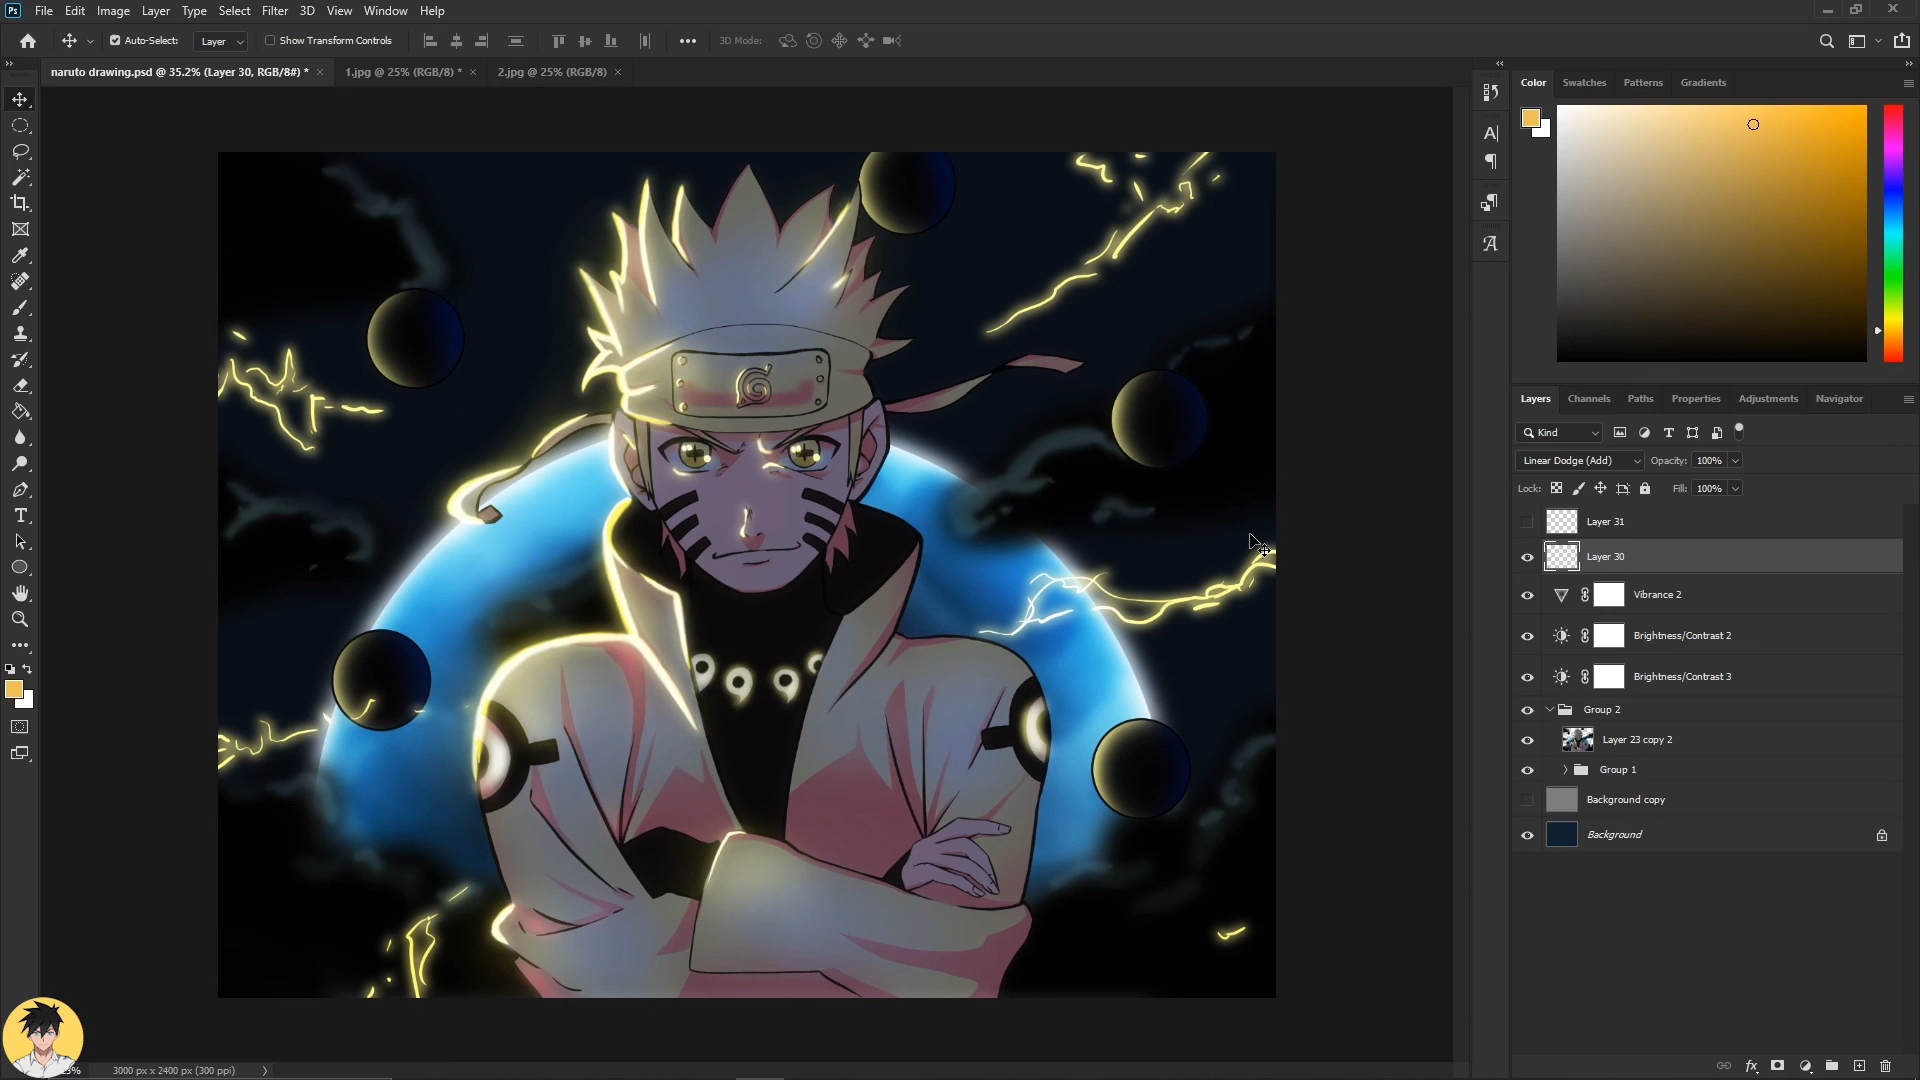 Ps File Edit Image Layer Type Select Filter 3D View Window Help
Auto-Select: Layer Show Transform Controls 3D Mode:
naruto drawing.psd @ 35.2% (Layer 30, RGB/8#) * 1.jpg @ 25% (RGB/8) * 2.jpg @ 25% (RGB/8)
Color Swatches Patterns Gradients
Layers Channels Paths Properties Adjustments Navigator
Kind
Linear Dodge (Add) Opacity: 100%
Lock: Fill: 100%
Layer 31
Layer 30
Vibrance 2
Brightness/Contrast 2
Brightness/Contrast 3
Group 2
Layer 23 copy 2
Group 1
Background copy
Background
3000 px x 2400 px (300 ppi)
fx